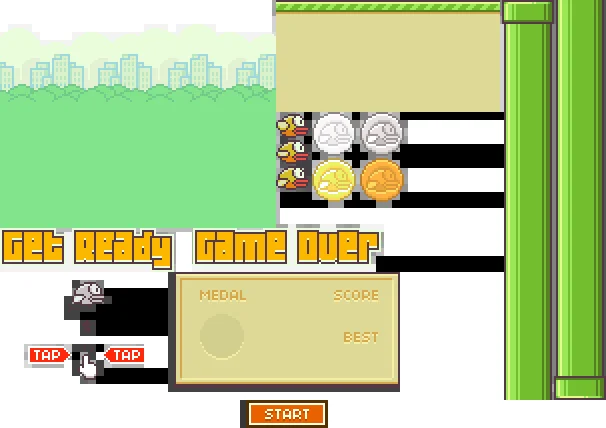 Get Ready
Game Over
MEDAL
SCORE
BEST
TAP
TAP
START